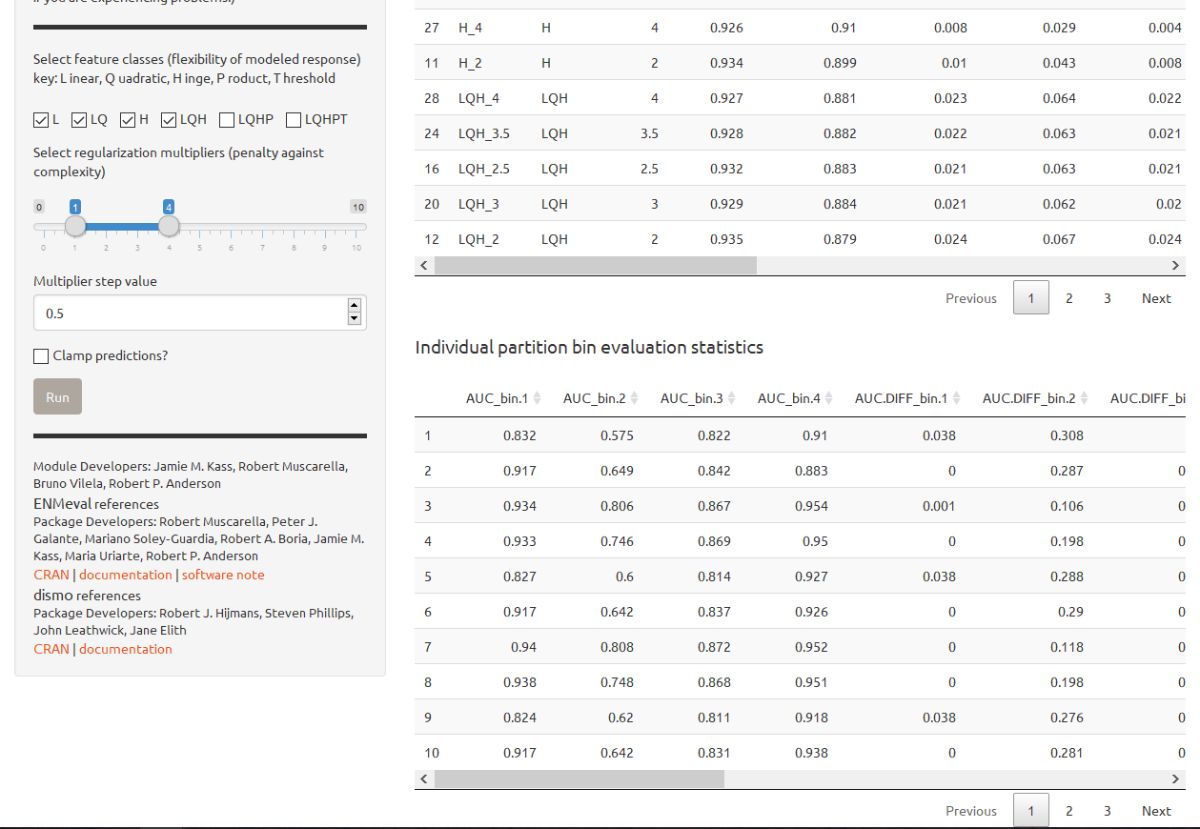 if you are experiencing problems.)
Select feature classes (flexibility of modeled response)
key: L inear, Q uadratic, H inge, P roduct, T hreshold
L LQ H LQH LQHP LQHPT
Select regularization multipliers (penalty against
complexity)
0 1 4 10
0 1 2 3 4 5 6 7 8 9 10
Multiplier step value
0.5
Clamp predictions?
Run
Module Developers: Jamie M. Kass, Robert Muscarella,
Bruno Vilela, Robert P. Anderson
ENMeval references
Package Developers: Robert Muscarella, Peter J.
Galante, Mariano Soley-Guardia, Robert A. Boria, Jamie M.
Kass, Maria Uriarte, Robert P. Anderson
CRAN | documentation | software note
dismo references
Package Developers: Robert J. Hijmans, Steven Phillips,
John Leathwick, Jane Elith
CRAN | documentation
27 H_4 H 4 0.926 0.91 0.008 0.029 0.004
11 H_2 H 2 0.934 0.899 0.01 0.043 0.008
28 LQH_4 LQH 4 0.927 0.881 0.023 0.064 0.022
24 LQH_3.5 LQH 3.5 0.928 0.882 0.022 0.063 0.021
16 LQH_2.5 LQH 2.5 0.932 0.883 0.021 0.063 0.021
20 LQH_3 LQH 3 0.929 0.884 0.021 0.062 0.02
12 LQH_2 LQH 2 0.935 0.879 0.024 0.067 0.024
Previous 1 2 3 Next
Individual partition bin evaluation statistics
AUC_bin.1 AUC_bin.2 AUC_bin.3 AUC_bin.4 AUC.DIFF_bin.1 AUC.DIFF_bin.2 AUC.DIFF_bi
1 0.832 0.575 0.822 0.91 0.038 0.308
2 0.917 0.649 0.842 0.883 0 0.287 0
3 0.934 0.806 0.867 0.954 0.001 0.106 0
4 0.933 0.746 0.869 0.95 0 0.198 0
5 0.827 0.6 0.814 0.927 0.038 0.288 0
6 0.917 0.642 0.837 0.926 0 0.29 0
7 0.94 0.808 0.872 0.952 0 0.118 0
8 0.938 0.748 0.868 0.951 0 0.198 0
9 0.824 0.62 0.811 0.918 0.038 0.276 0
10 0.917 0.642 0.831 0.938 0 0.281 0
Previous 1 2 3 Next